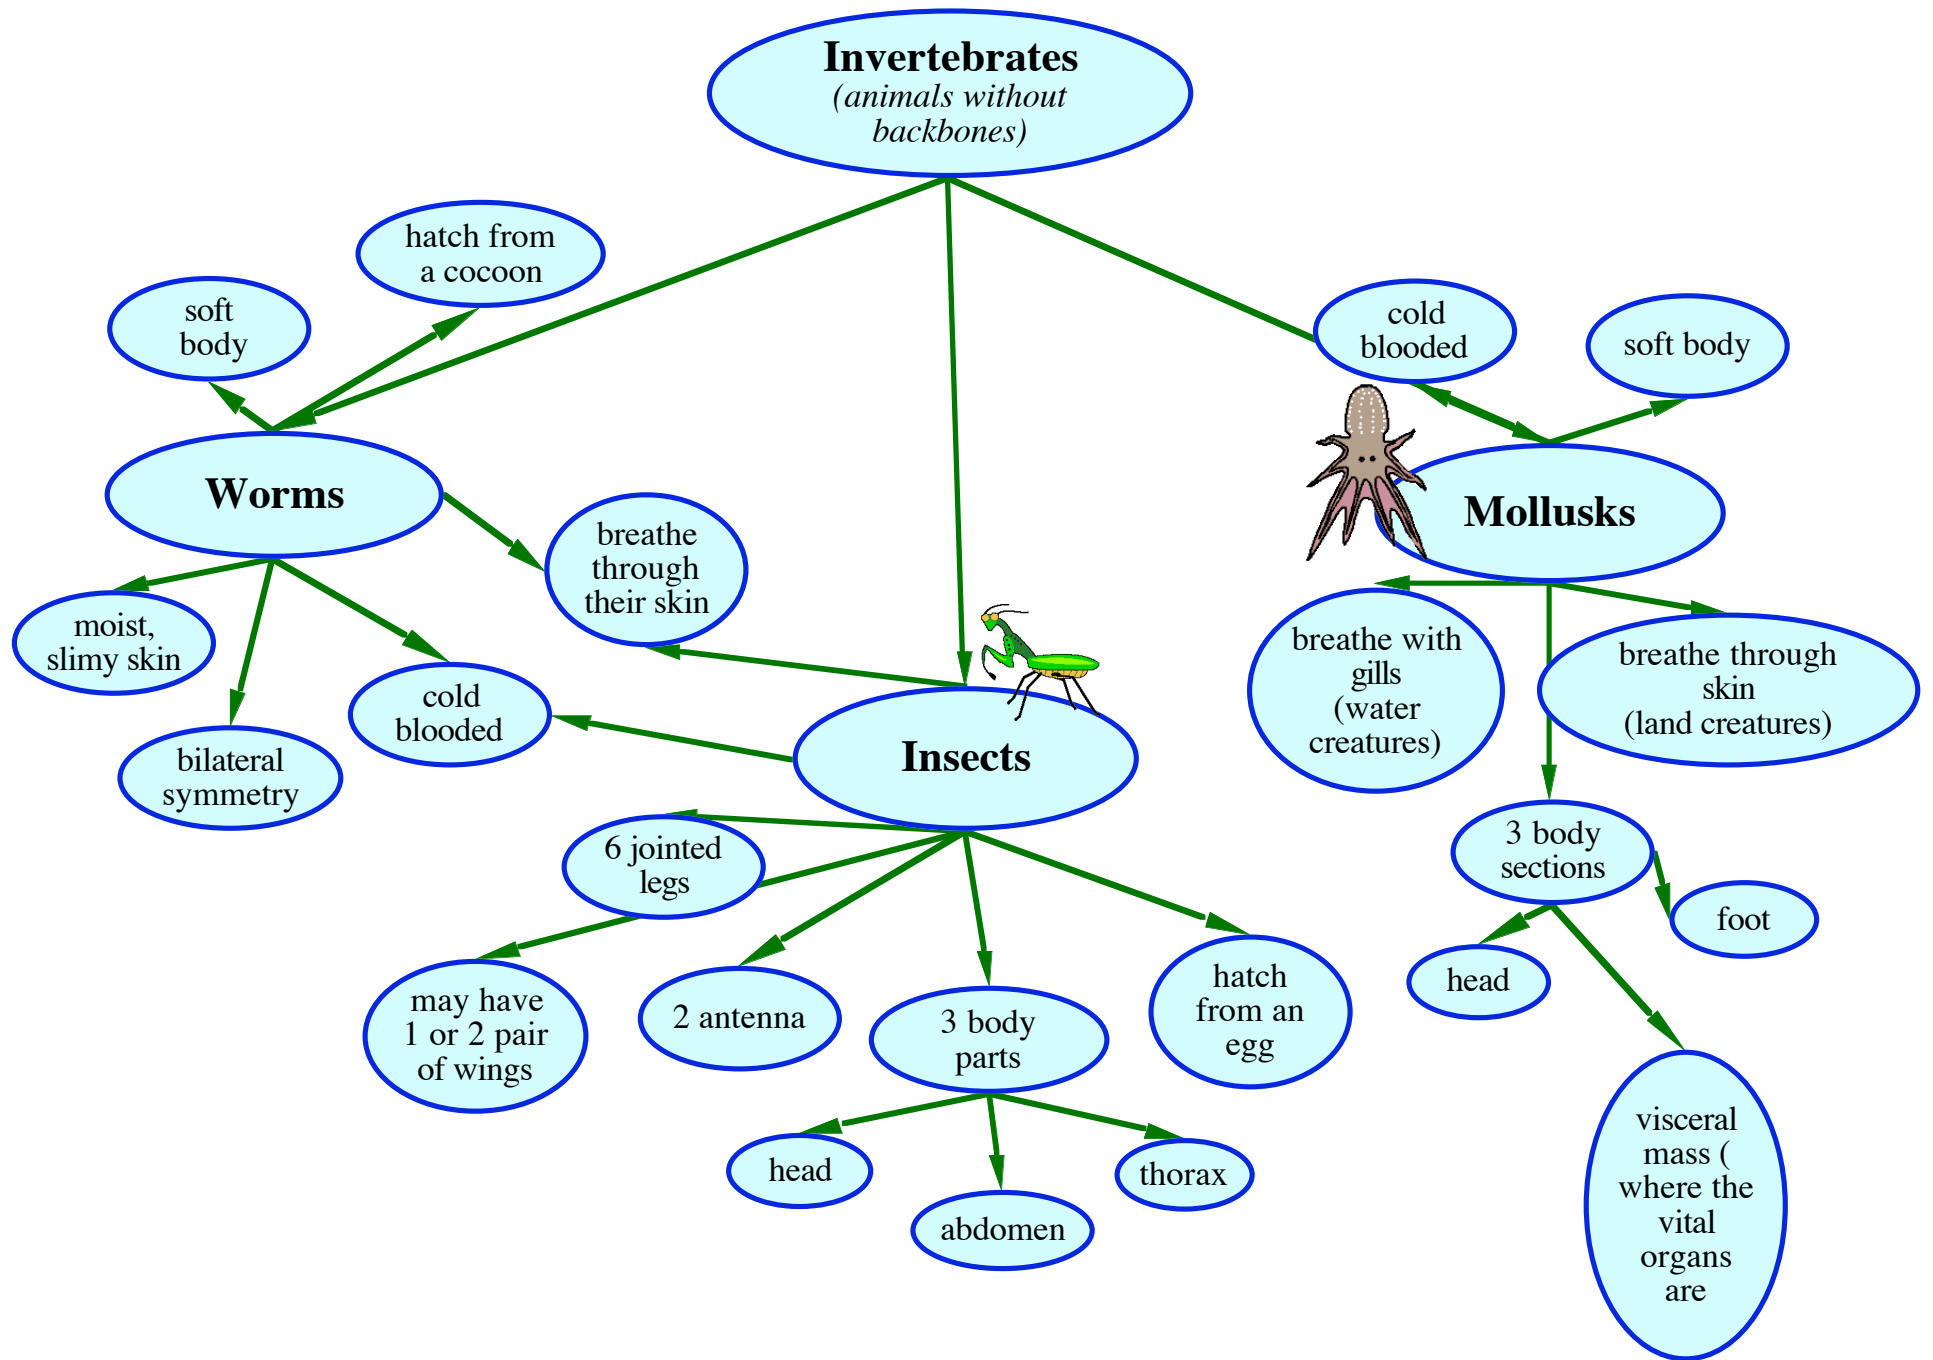 Invertebrates
(animals without
backbones)
hatch from
a cocoon
soft
body
cold
blooded
soft body
Worms
Mollusks
breathe
through
their skin
moist,
slimy skin
cold
blooded
bilateral
symmetry
Insects
breathe with
gills
(water
creatures)
breathe through
skin
(land creatures)
6 jointed
legs
3 body
sections
foot
head
may have
1 or 2 pair
of wings
2 antenna
3 body
parts
hatch
from an
egg
head
abdomen
thorax
visceral
mass (
where the
vital
organs
are